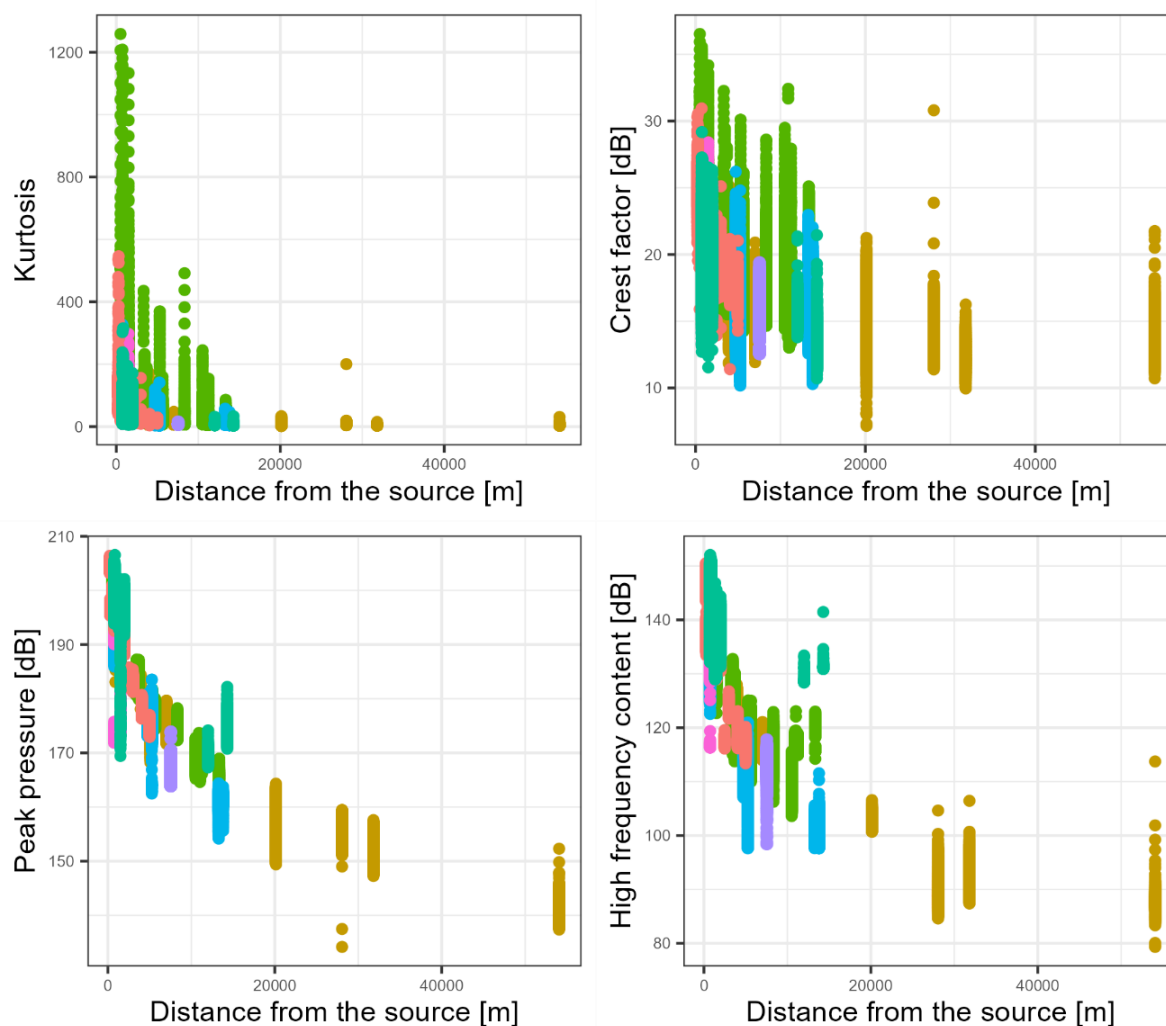 1200
800
400
0
Kurtosis
0 20000 40000
Distance from the source [m]
30
20
10
Crest factor [dB]
0 20000 40000
Distance from the source [m]
210
190
170
150
Peak pressure [dB]
0 20000 40000
Distance from the source [m]
140
120
100
80
High frequency content [dB]
0 20000 40000
Distance from the source [m]